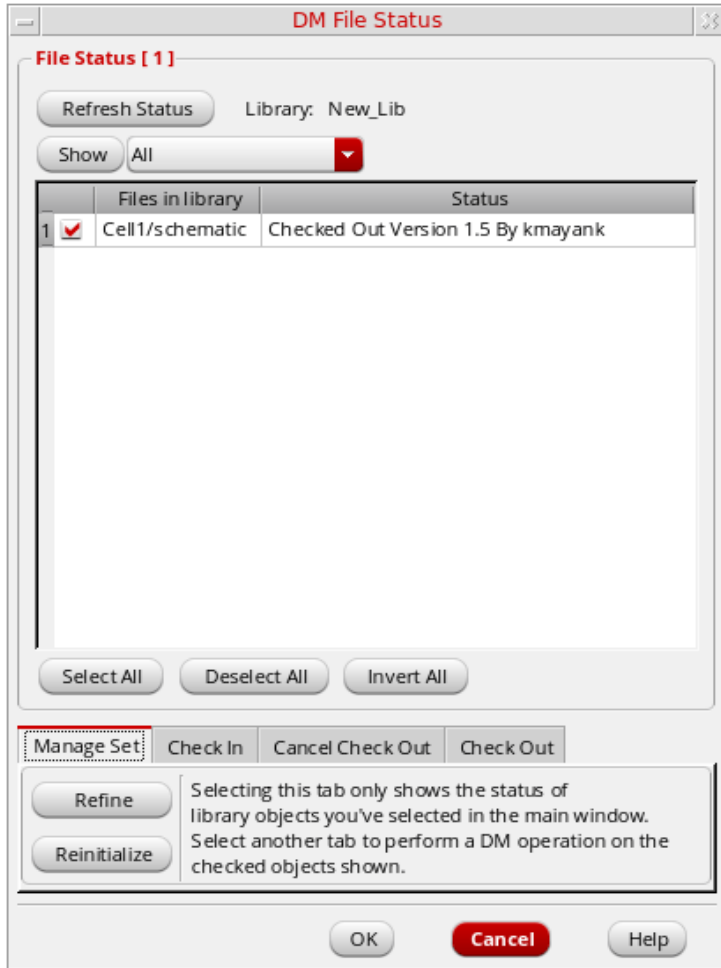 DM File Status
File Status [ 1 ]
Refresh Status Library: New_Lib
Show All
Files in library Status
1 Cell1/schematic Checked Out Version 1.5 By kmayank
Select All Deselect All Invert All
Manage Set Check In Cancel Check Out Check Out
Refine
Reinitialize
Selecting this tab only shows the status of
library objects you've selected in the main window.
Select another tab to perform a DM operation on the
checked objects shown.
OK Cancel Help